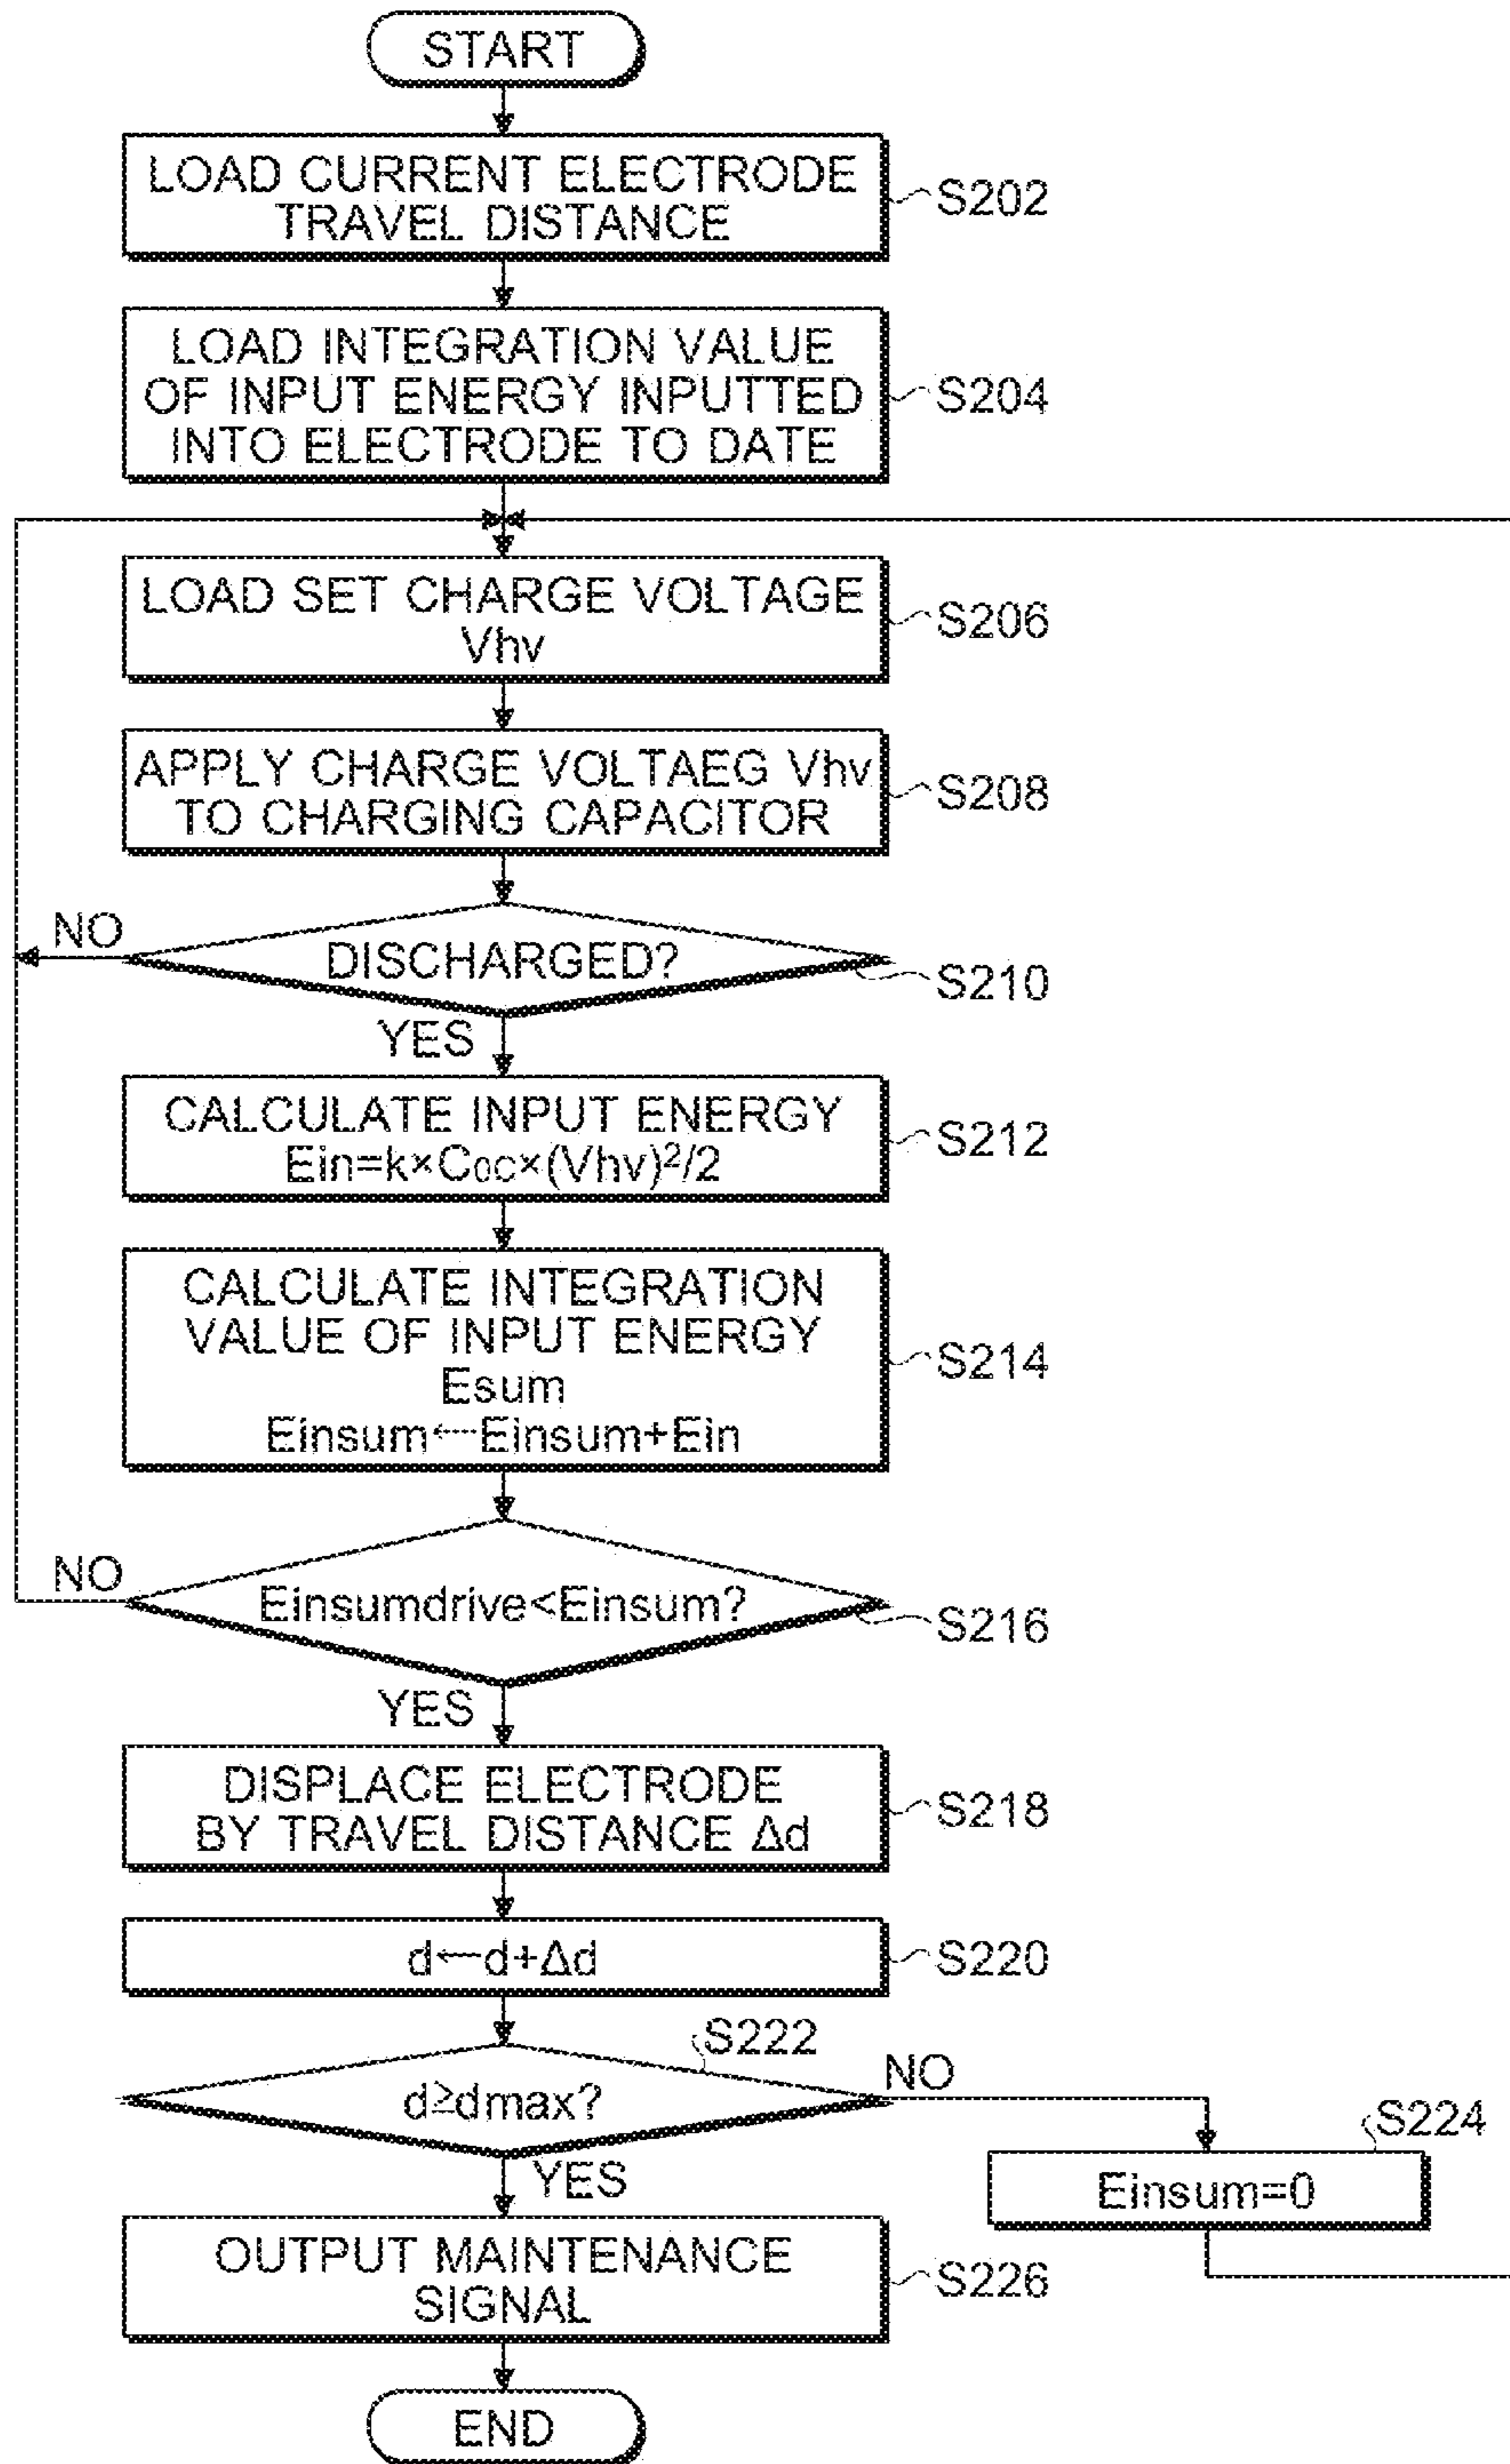 START
LOAD CURRENT ELECTRODE
TRAVEL DISTANCE
S202
LOAD INTEGRATION VALUE
OF INPUT ENERGY INPUTTED
INTO ELECTRODE TO DATE
S204
LOAD SET CHARGE VOLTAGE
Vhv
S206
APPLY CHARGE VOLTAEG Vhv
TO CHARGING CAPACITOR
S208
NO
DISCHARGED?
S210
YES
CALCULATE INPUT ENERGY
Ein=k×C₀c×(Vhv)²/2
S212
CALCULATE INTEGRATION
VALUE OF INPUT ENERGY
Esum
Einsum←Einsum+Ein
S214
NO
Einsumdrive<Einsum?
S216
YES
DISPLACE ELECTRODE
BY TRAVEL DISTANCE Δd
S218
d←d+Δd
S220
S222
d≥dmax?
NO
S224
Einsum=0
YES
OUTPUT MAINTENANCE
SIGNAL
S226
END